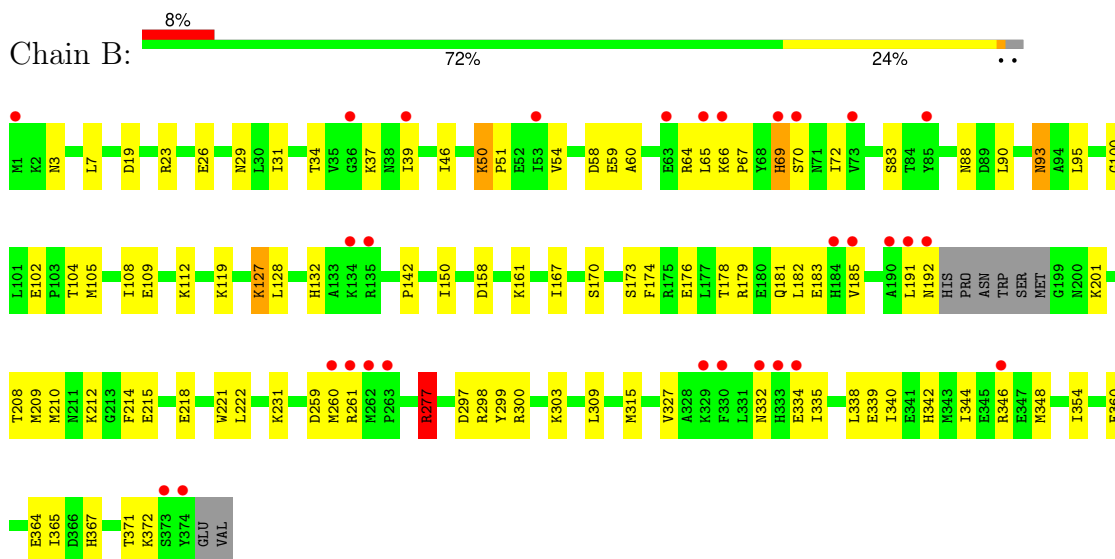 8%
Chain B:
72% 24% • •
M1 K2 N3 L7 D19 R23 E26 N29 L30 I31 T34 V35 G36 K37 N38 I39 I46 K50 P51 E52 I53 V54 D58 E59 A60 E63 R64 L65 K66 P67 Y68 H69 S70 N71 I72 V73 S83 T84 Y85 N88 D89 L90 N93 A94 L95 G100
L101 E102 P103 T104 M105 I108 E109 K112 K119 K127 L128 H132 A133 K134 R135 P142 I150 D158 K161 I167 S170 S173 F174 R175 E176 L177 T178 R179 E180 Q181 L182 E183 H184 V185 A190 L191 N192 HIS PRO ASN TRP SER MET G199 N200 K201
T208 M209 M210 N211 K212 G213 F214 E215 E218 W221 L222 K231 D259 M260 R261 M262 P263 R277 D297 R298 Y299 R300 K303 L309 M315 V327 A328 K329 F330 L331 N332 H333 E334 I335 L338 E339 I340 E341 H342 M343 I344 E345 R346 E347 M348 I354
E364 I365 D366 H367 T371 K372 S373 Y374 GLU VAL